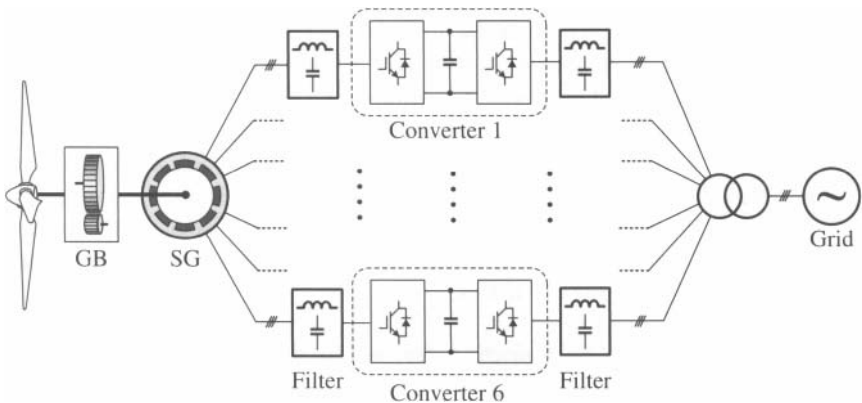 Converter 1
GB
SG
Grid
Filter
Converter 6
Filter